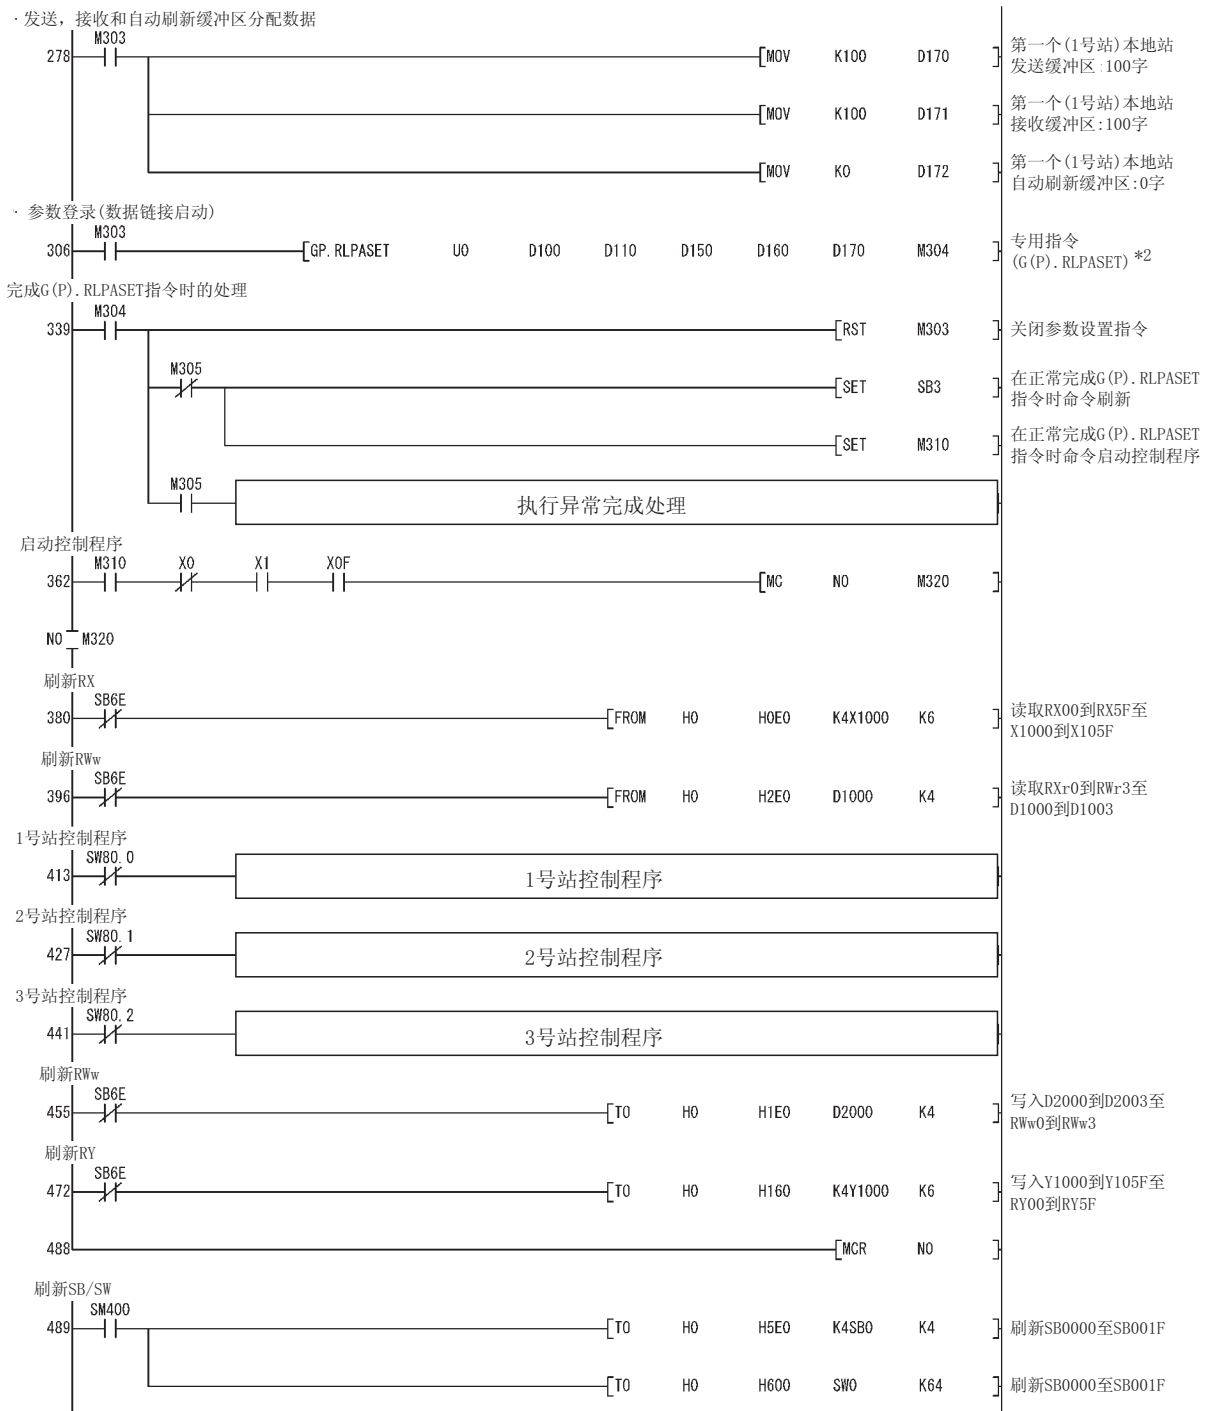 ·发送，接收和自动刷新缓冲区分配数据
M303
278 [MOV K100 D170 ] 第一个(1号站)本地站
发送缓冲区:100字
[MOV K100 D171 ] 第一个(1号站)本地站
接收缓冲区:100字
[MOV K0 D172 ] 第一个(1号站)本地站
自动刷新缓冲区:0字
· 参数登录(数据链接启动)
M303
306 [GP.RLPASET U0 D100 D110 D150 D160 D170 M304 ] 专用指令
(G(P).RLPASET) *2
完成G(P).RLPASET指令时的处理
M304
339 [RST M303 ] 关闭参数设置指令
M305
[SET SB3 ] 在正常完成G(P).RLPASET
指令时命令刷新
[SET M310 ] 在正常完成G(P).RLPASET
指令时命令启动控制程序
M305
执行异常完成处理
启动控制程序
M310 X0 X1 X0F
362 [MC N0 M320 ]
N0 M320
刷新RX
SB6E
380 [FROM H0 H0E0 K4X1000 K6 ] 读取RX00到RX5F至
X1000到X105F
刷新RWw
SB6E
396 [FROM H0 H2E0 D1000 K4 ] 读取RXr0到RWr3至
D1000到D1003
1号站控制程序
SW80.0
413 1号站控制程序
2号站控制程序
SW80.1
427 2号站控制程序
3号站控制程序
SW80.2
441 3号站控制程序
刷新RWw
SB6E
455 [TO H0 H1E0 D2000 K4 ] 写入D2000到D2003至
RWw0到RWw3
刷新RY
SB6E
472 [TO H0 H160 K4Y1000 K6 ] 写入Y1000到Y105F至
RY00到RY5F
488 [MCR N0 ]
刷新SB/SW
SM400
489 [TO H0 H5E0 K4SB0 K4 ] 刷新SB0000至SB001F
[TO H0 H600 SW0 K64 ] 刷新SB0000至SB001F